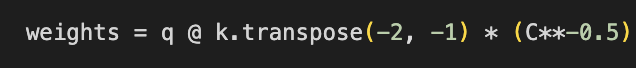 weights = q @ k.transpose(-2, -1) * (C**-0.5)